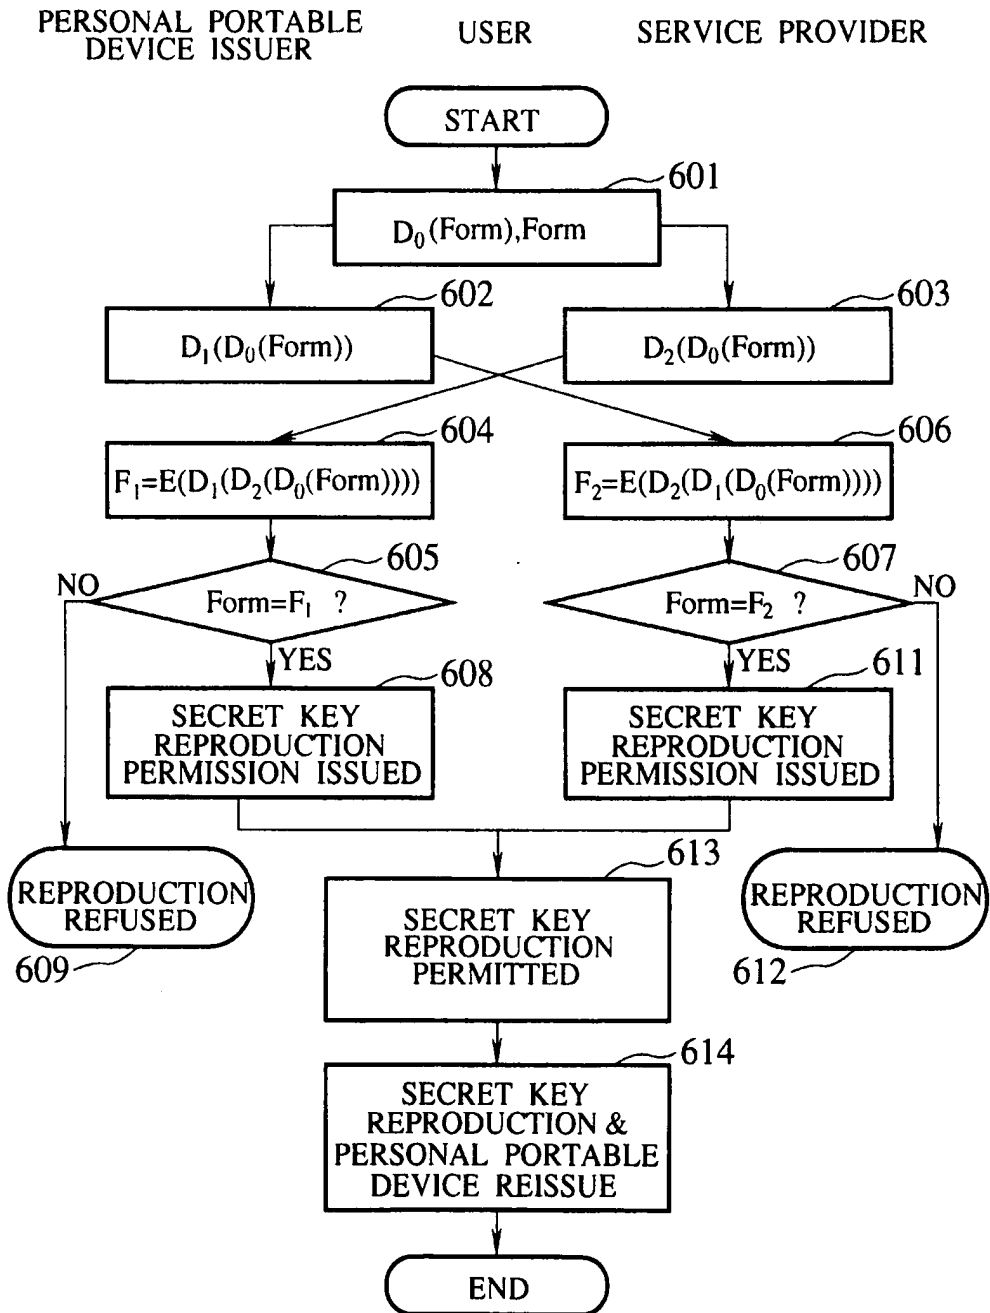 PERSONAL PORTABLE
DEVICE ISSUER
USER
SERVICE PROVIDER
START
601
D₀(Form),Form
602
603
D₁(D₀(Form))
D₂(D₀(Form))
604
606
F₁=E(D₁(D₂(D₀(Form))))
F₂=E(D₂(D₁(D₀(Form))))
605
607
NO
Form=F₁ ?
Form=F₂ ?
NO
YES
YES
608
611
SECRET KEY
REPRODUCTION
PERMISSION ISSUED
SECRET KEY
REPRODUCTION
PERMISSION ISSUED
613
REPRODUCTION
REFUSED
609
SECRET KEY
REPRODUCTION
PERMITTED
REPRODUCTION
REFUSED
612
614
SECRET KEY
REPRODUCTION &
PERSONAL PORTABLE
DEVICE REISSUE
END